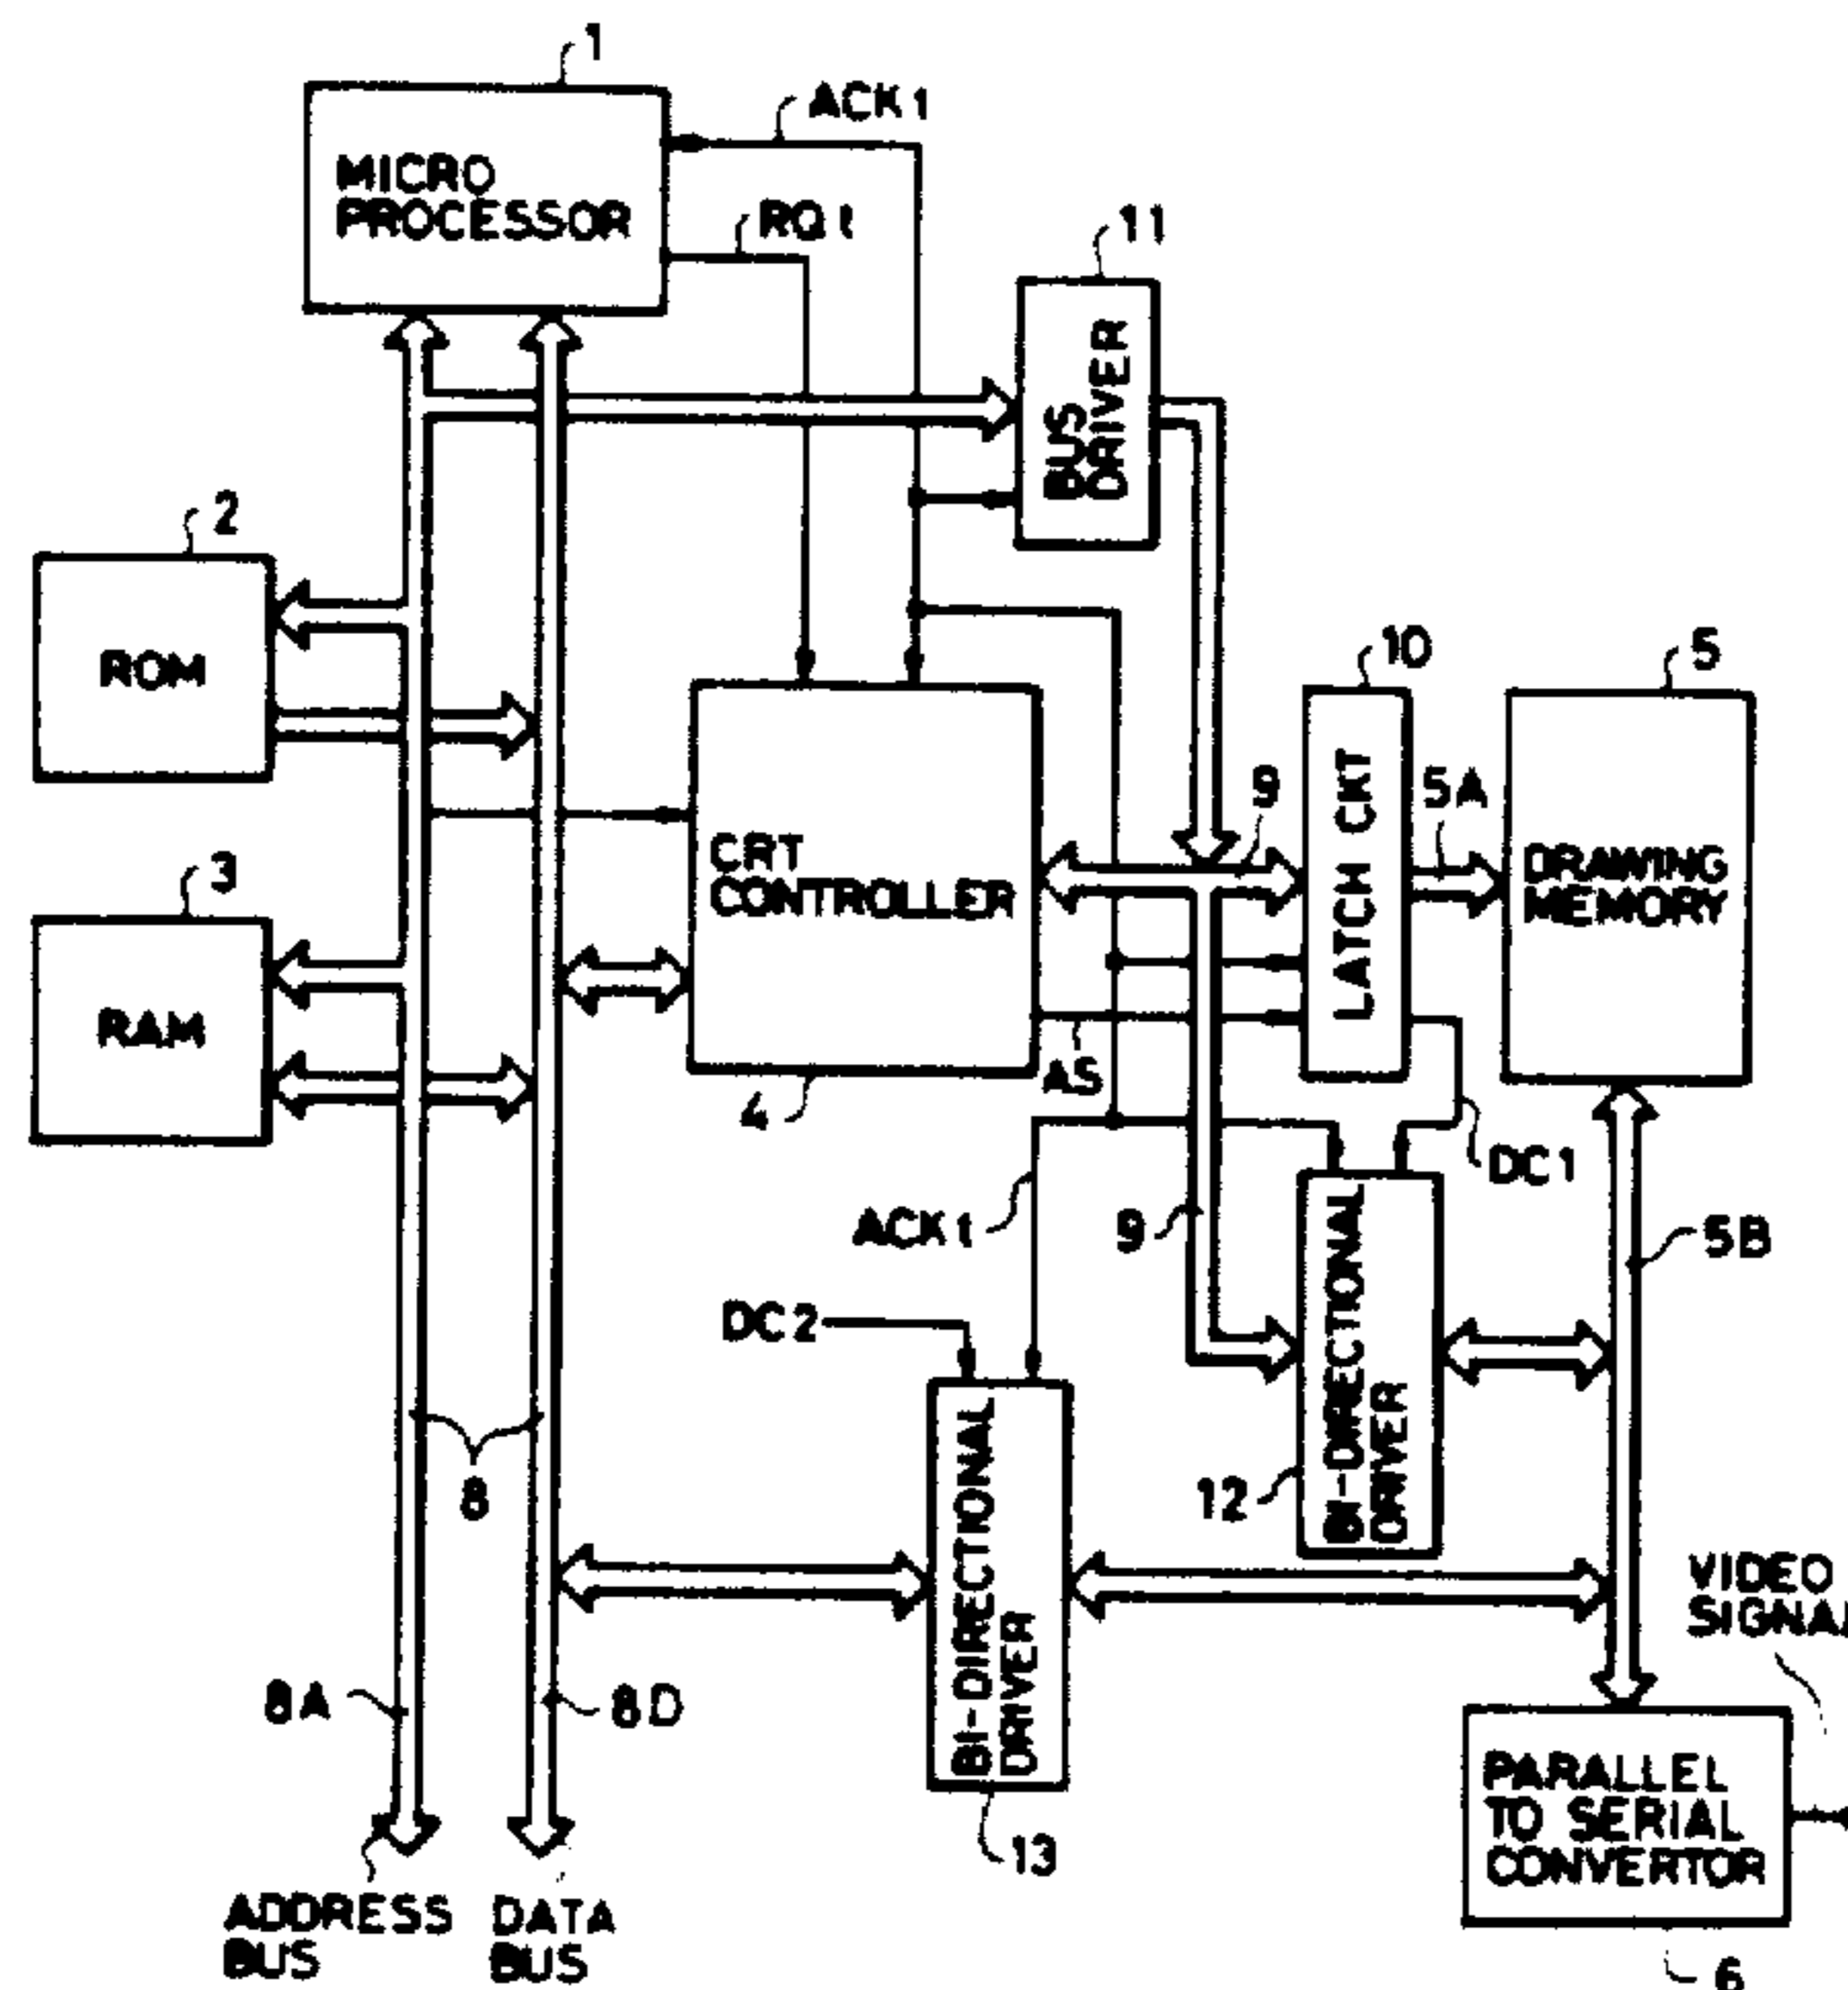 1
ACK1
MICRO
PROCESSOR
RQ1
11
BUS
DRIVER
2
ROM
10
5
LATCH CKT
9
5A
DRAWING
MEMORY
CRT
CONTROLLER
3
RAM
AS
4
DC1
ACK1
9
5B
DC2
BI-DIRECTIONAL
DRIVER
12
8
BI-DIRECTIONAL
DRIVER
VIDEO
SIGNAL
8A
8D
PARALLEL
TO SERIAL
CONVERTOR
13
ADDRESS
BUS
DATA
BUS
6